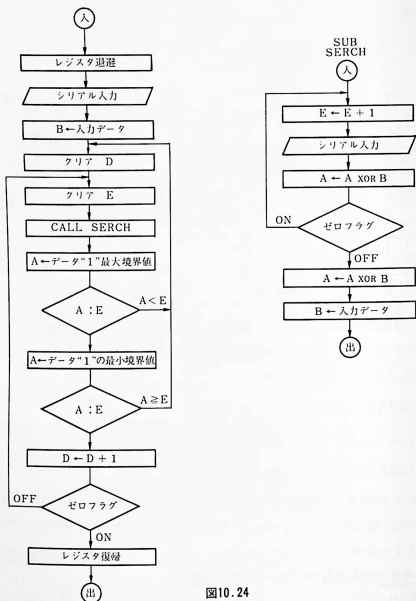 入
レジスタ退避
シリアル入力
B←入力データ
クリア D
クリア E
CALL SERCH
A←データ“1”最大境界値
A<E
A:E
A←データ“1”の最小境界値
A≧E
A:E
D←D+1
OFF
ゼロフラグ
ON
レジスタ復帰
出
SUB
SERCH
入
E←E+1
シリアル入力
A←A XOR B
ON
ゼロフラグ
OFF
A←A XOR B
B←入力データ
出
図10.24